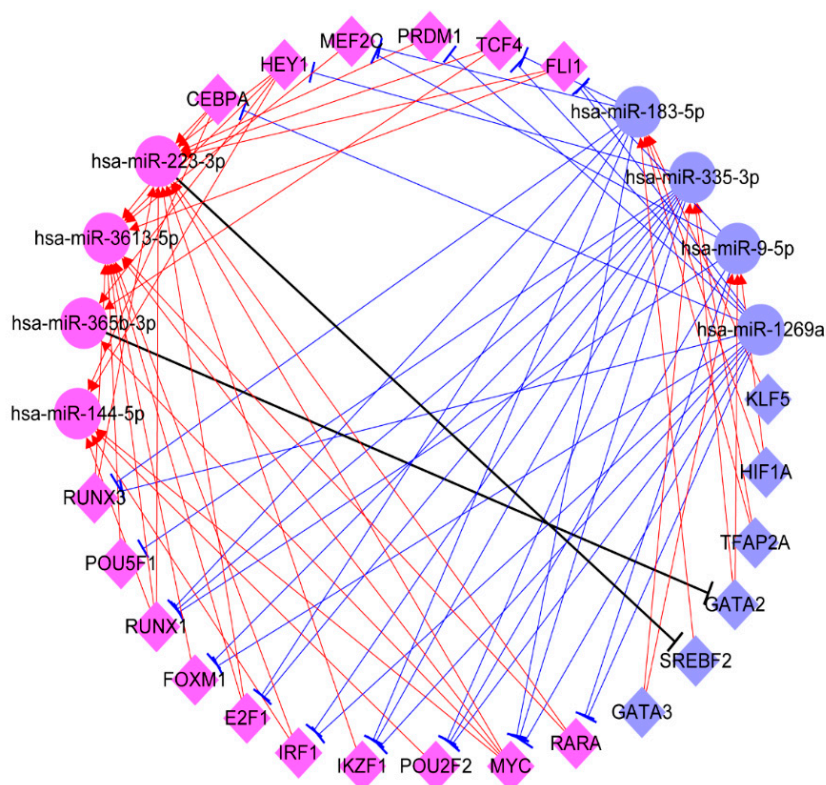 PRDM1
MEF2C
TCF4
HEY1
FLI1
CEBPA
hsa-miR-183-5p
hsa-miR-223-3p
hsa-miR-335-3p
hsa-miR-3613-5p
hsa-miR-9-5p
hsa-miR-365b-3p
hsa-miR-1269a
KLF5
hsa-miR-144-5p
HIF1A
RUNX3
TFAP2A
POU5F1
GATA2
RUNX1
SREBF2
FOXM1
GATA3
E2F1
IRF1
RARA
IKZF1
POU2F2
MYC